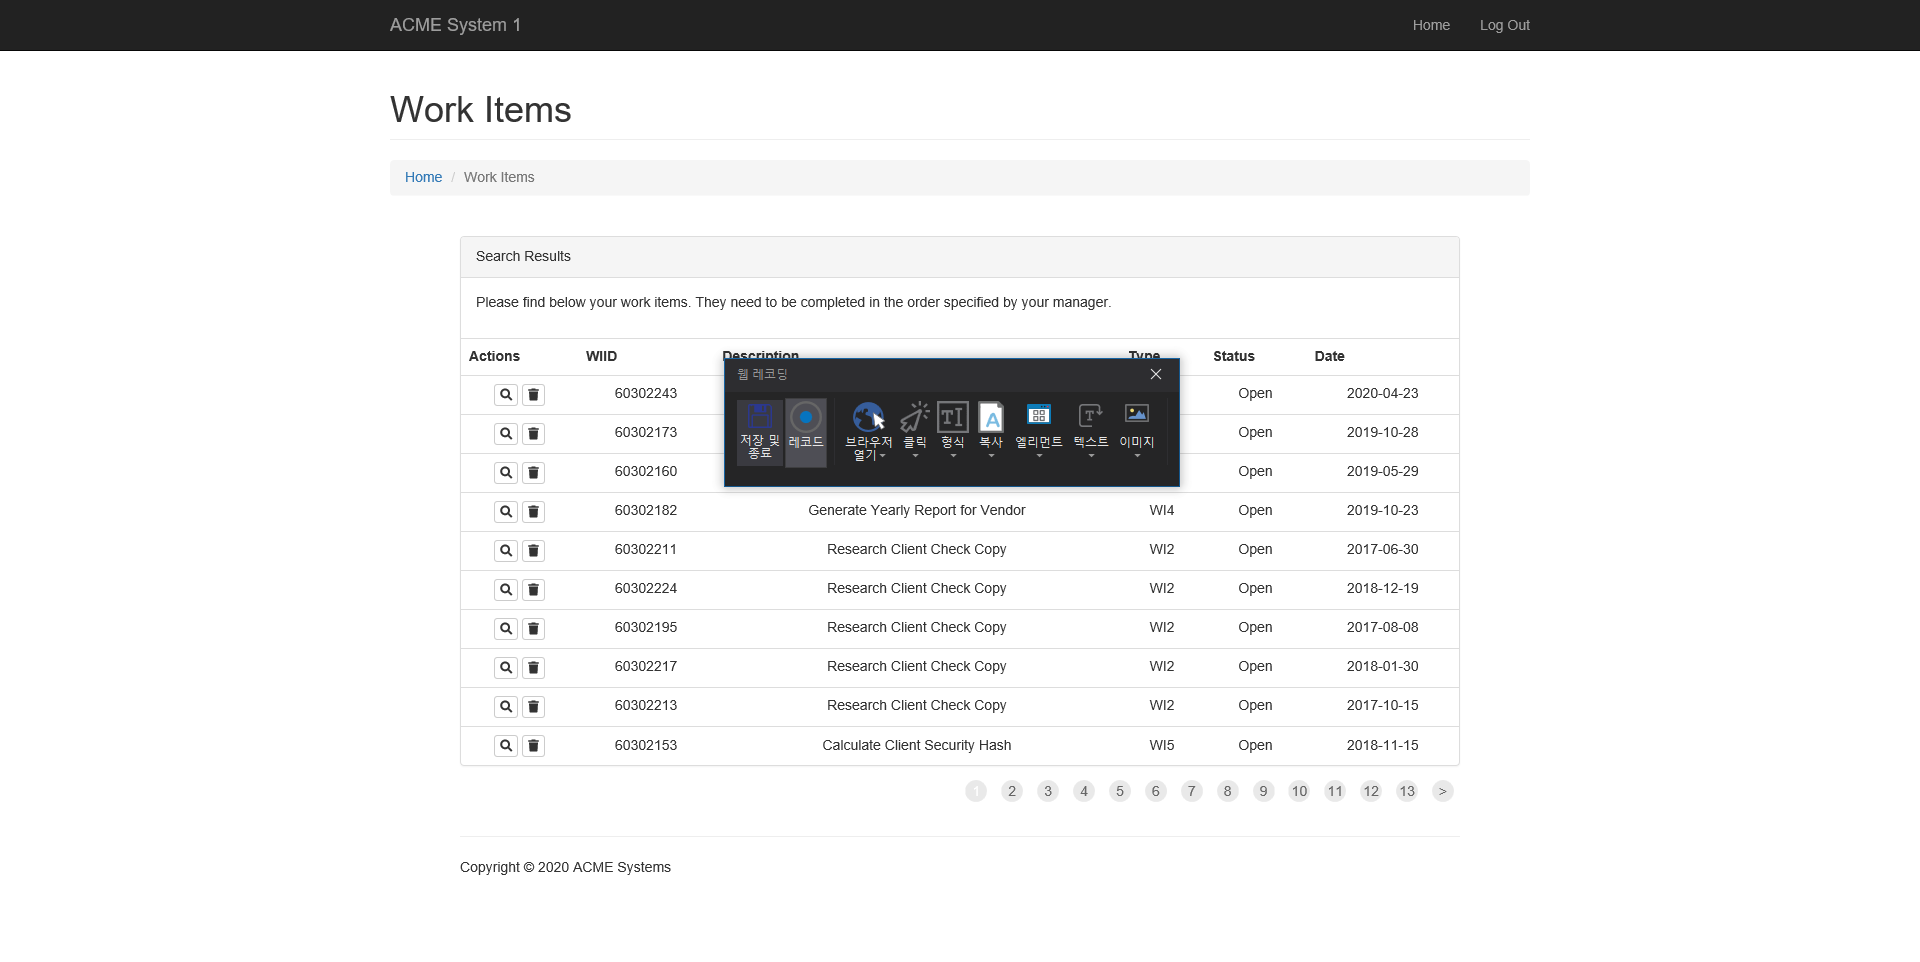 ACME System 1 Home Log Out
Work Items
Home / Work Items
Search Results
Please find below your work items. They need to be completed in the order specified by your manager.
Actions WIID Description Type Status Date
60302243 Open 2020-04-23
60302173 Open 2019-10-28
60302160 Open 2019-05-29
웹 레코딩
저장 및 종료 레코드 브라우저 열기 클릭 형식 복사 엘리먼트 텍스트 이미지
60302182 Generate Yearly Report for Vendor WI4 Open 2019-10-23
60302211 Research Client Check Copy WI2 Open 2017-06-30
60302224 Research Client Check Copy WI2 Open 2018-12-19
60302195 Research Client Check Copy WI2 Open 2017-08-08
60302217 Research Client Check Copy WI2 Open 2018-01-30
60302213 Research Client Check Copy WI2 Open 2017-10-15
60302153 Calculate Client Security Hash WI5 Open 2018-11-15
1 2 3 4 5 6 7 8 9 10 11 12 13 >
Copyright © 2020 ACME Systems